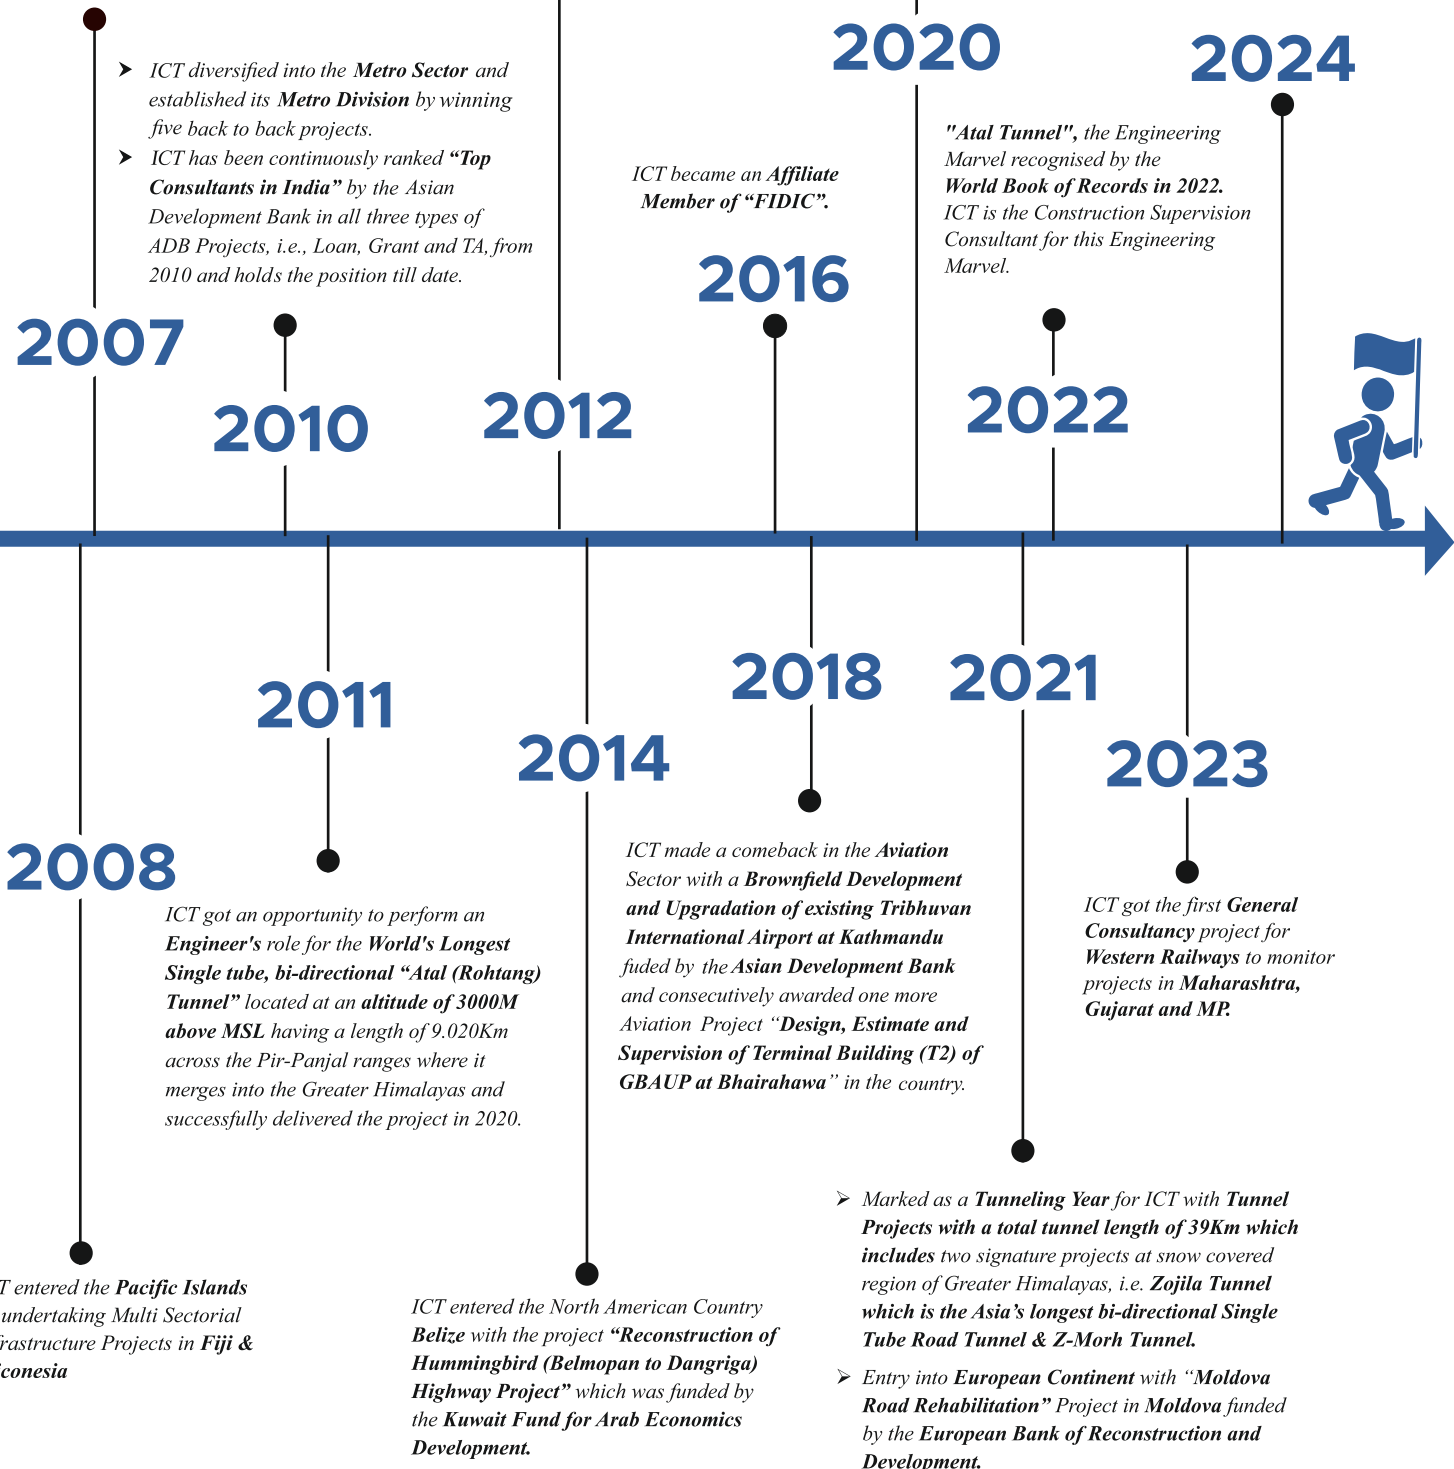 2007
➤ ICT diversified into the Metro Sector and
established its Metro Division by winning
five back to back projects.
➤ ICT has been continuously ranked “Top
Consultants in India” by the Asian
Development Bank in all three types of
ADB Projects, i.e., Loan, Grant and TA, from
2010 and holds the position till date.
2010
2012
ICT became an Affiliate
Member of “FIDIC”.
2016
2020
"Atal Tunnel", the Engineering
Marvel recognised by the
World Book of Records in 2022.
ICT is the Construction Supervision
Consultant for this Engineering
Marvel.
2022
2024
2008
T entered the Pacific Islands
undertaking Multi Sectorial
rastructure Projects in Fiji &
conesia
2011
ICT got an opportunity to perform an
Engineer's role for the World's Longest
Single tube, bi-directional “Atal (Rohtang)
Tunnel” located at an altitude of 3000M
above MSL having a length of 9.020Km
across the Pir-Panjal ranges where it
merges into the Greater Himalayas and
successfully delivered the project in 2020.
2014
ICT entered the North American Country
Belize with the project “Reconstruction of
Hummingbird (Belmopan to Dangriga)
Highway Project” which was funded by
the Kuwait Fund for Arab Economics
Development.
2018
ICT made a comeback in the Aviation
Sector with a Brownfield Development
and Upgradation of existing Tribhuvan
International Airport at Kathmandu
fuded by the Asian Development Bank
and consecutively awarded one more
Aviation Project “Design, Estimate and
Supervision of Terminal Building (T2) of
GBAUP at Bhairahawa” in the country.
2021
➢ Marked as a Tunneling Year for ICT with Tunnel
Projects with a total tunnel length of 39Km which
includes two signature projects at snow covered
region of Greater Himalayas, i.e. Zojila Tunnel
which is the Asia’s longest bi-directional Single
Tube Road Tunnel & Z-Morh Tunnel.
➢ Entry into European Continent with “Moldova
Road Rehabilitation” Project in Moldova funded
by the European Bank of Reconstruction and
Development.
2023
ICT got the first General
Consultancy project for
Western Railways to monitor
projects in Maharashtra,
Gujarat and MP.